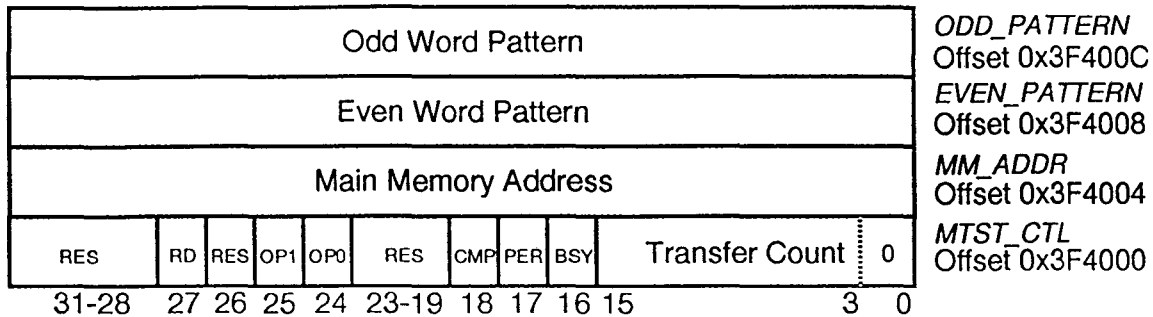 Odd Word Pattern
ODD_PATTERN
Offset 0x3F400C
Even Word Pattern
EVEN_PATTERN
Offset 0x3F4008
Main Memory Address
MM_ADDR
Offset 0x3F4004
RES RD RES OP1 OP0 RES CMP PER BSY Transfer Count 0
MTST_CTL
Offset 0x3F4000
31-28 27 26 25 24 23-19 18 17 16 15 3 0